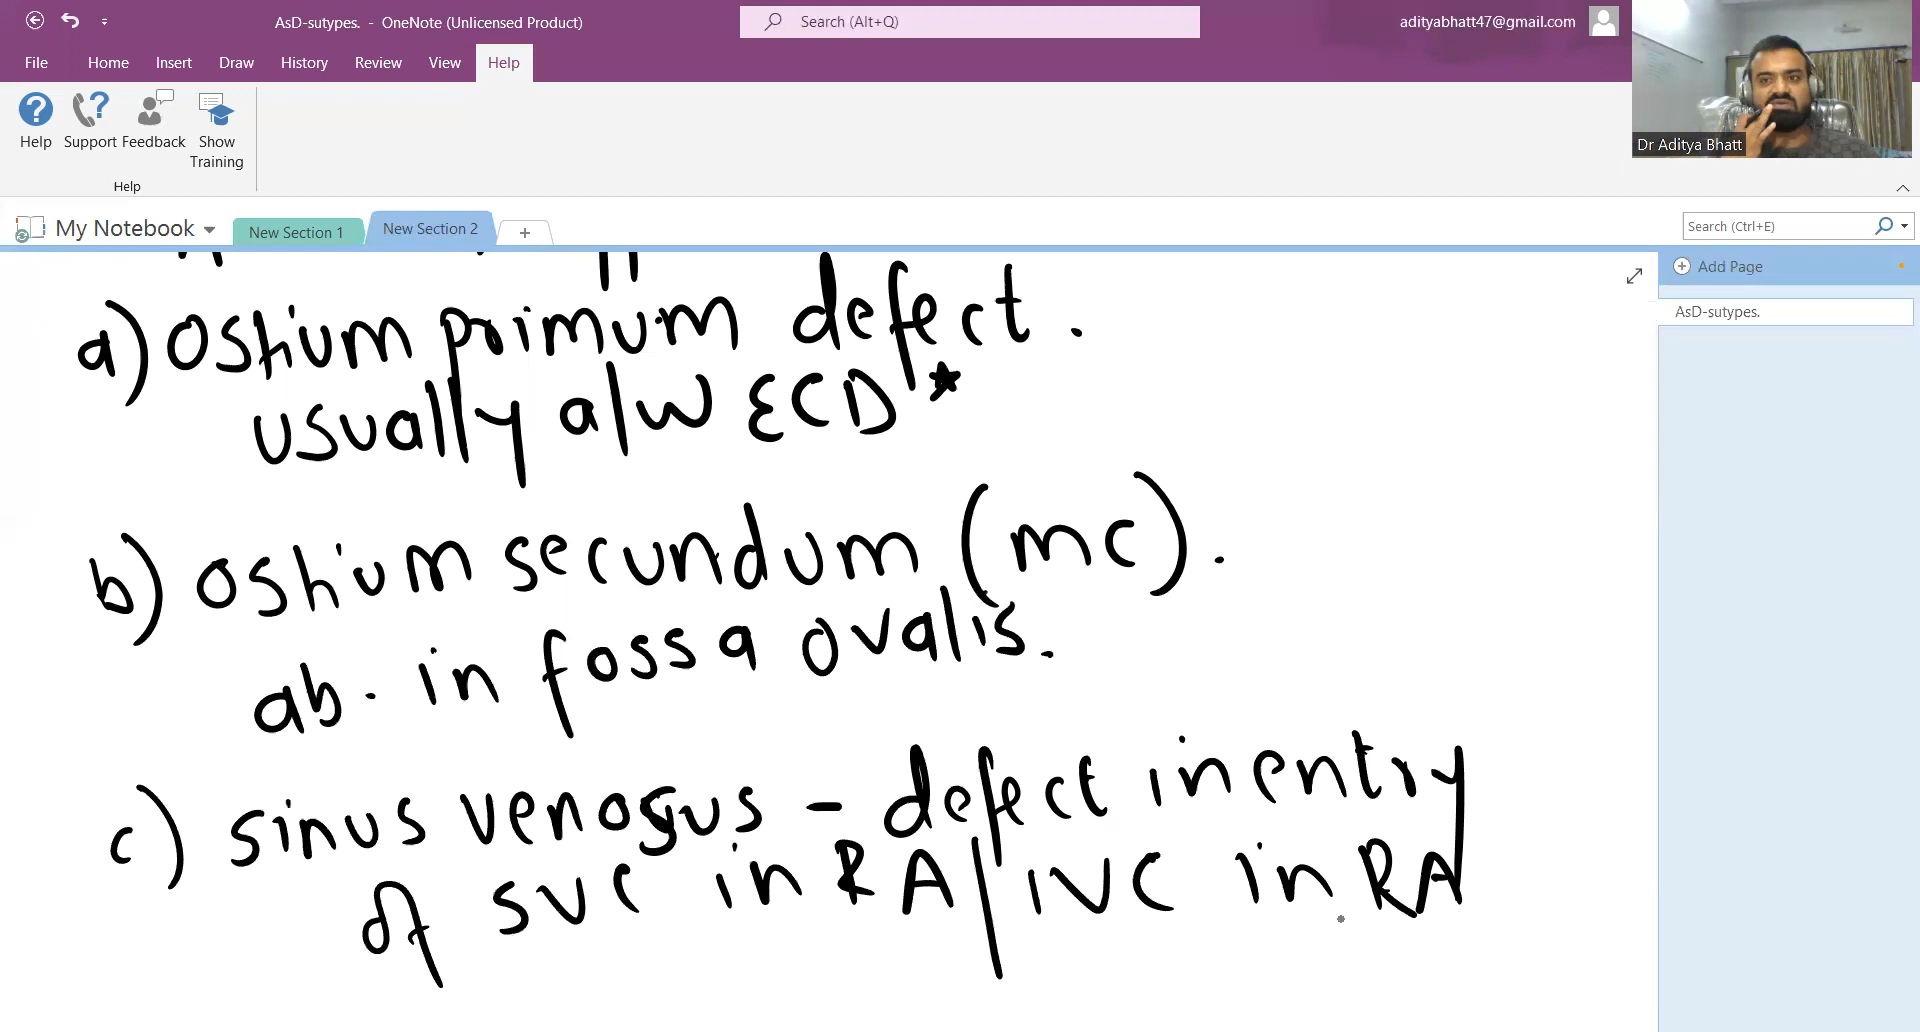 AsD-sutypes. - OneNote (Unlicensed Product)
Search (Alt+Q)
adityabhatt47@gmail.com
File Home Insert Draw History Review View Help
Help Support Feedback Show Training
Help
Dr Aditya Bhatt
My Notebook New Section 1 New Section 2 +
Search (Ctrl+E)
Add Page
AsD-sutypes.
a) Ostium primum defect.
usually a/w ECD*
b) ostium secundum (mc).
ab. in fossa ovalis.
c) sinus venosus - defect in entry
of SVC in RA/ IVC in RA